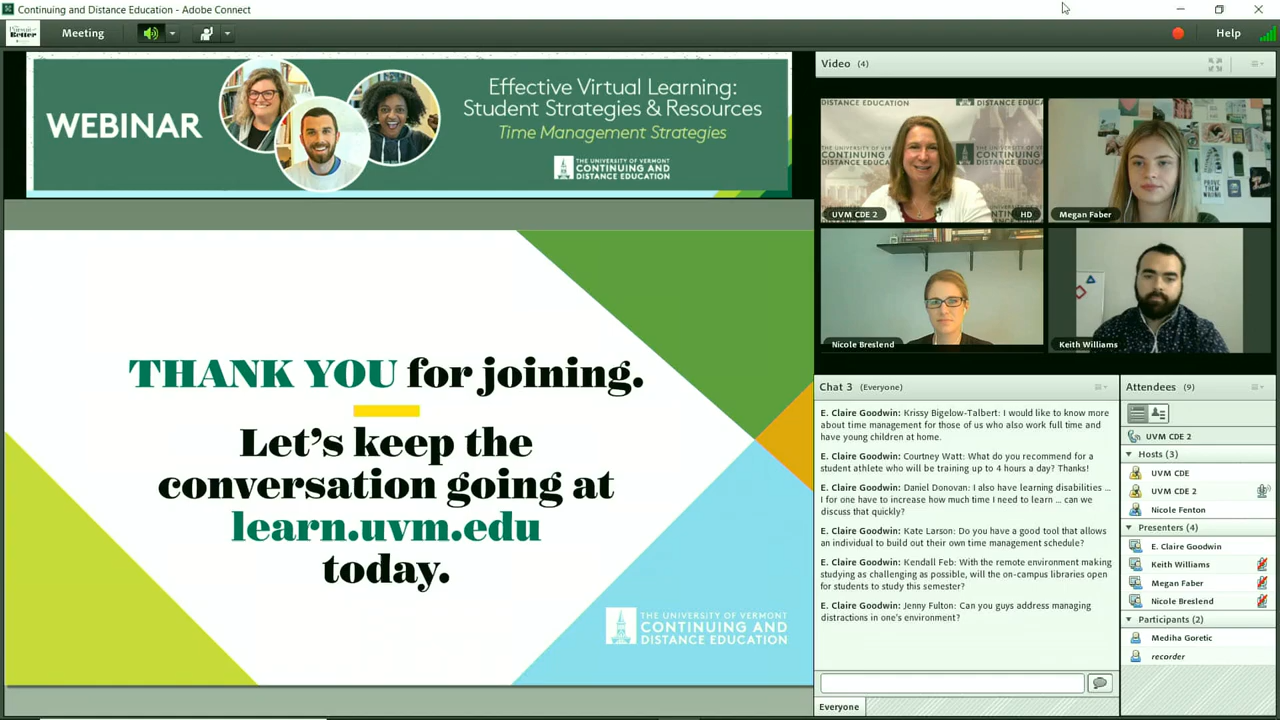 Continuing and Distance Education - Adobe Connect
Meeting
Help
WEBINAR
Effective Virtual Learning:
Student Strategies & Resources
Time Management Strategies
THE UNIVERSITY OF VERMONT
CONTINUING AND
DISTANCE EDUCATION
THANK YOU for joining.
Let's keep the
conversation going at
learn.uvm.edu
today.
THE UNIVERSITY OF VERMONT
CONTINUING AND
DISTANCE EDUCATION
Video (4)
DISTANCE EDUCATION
UVM CDE 2
HD
PROVE
THEM
WRONG
Megan Faber
Nicole Breslend
Keith Williams
Chat 3 (Everyone)
E. Claire Goodwin: Krissy Bigelow-Talbert: I would like to know more
about time management for those of us who also work full time and
have young children at home.
E. Claire Goodwin: Courtney Watt: What do you recommend for a
student athlete who will be training up to 4 hours a day? Thanks!
E. Claire Goodwin: Daniel Donovan: I also have learning disabilities ...
I for one have to increase how much time I need to learn ... can we
discuss that quickly?
E. Claire Goodwin: Kate Larson: Do you have a good tool that allows
an individual to build out their own time management schedule?
E. Claire Goodwin: Kendall Feb: With the remote environment making
studying as challenging as possible, will the on-campus libraries open
for students to study this semester?
E. Claire Goodwin: Jenny Fulton: Can you guys address managing
distractions in one's environment?
Everyone
Attendees (9)
UVM CDE 2
Hosts (3)
UVM CDE
UVM CDE 2
Nicole Fenton
Presenters (4)
E. Claire Goodwin
Keith Williams
Megan Faber
Nicole Breslend
Participants (2)
Mediha Goretic
recorder